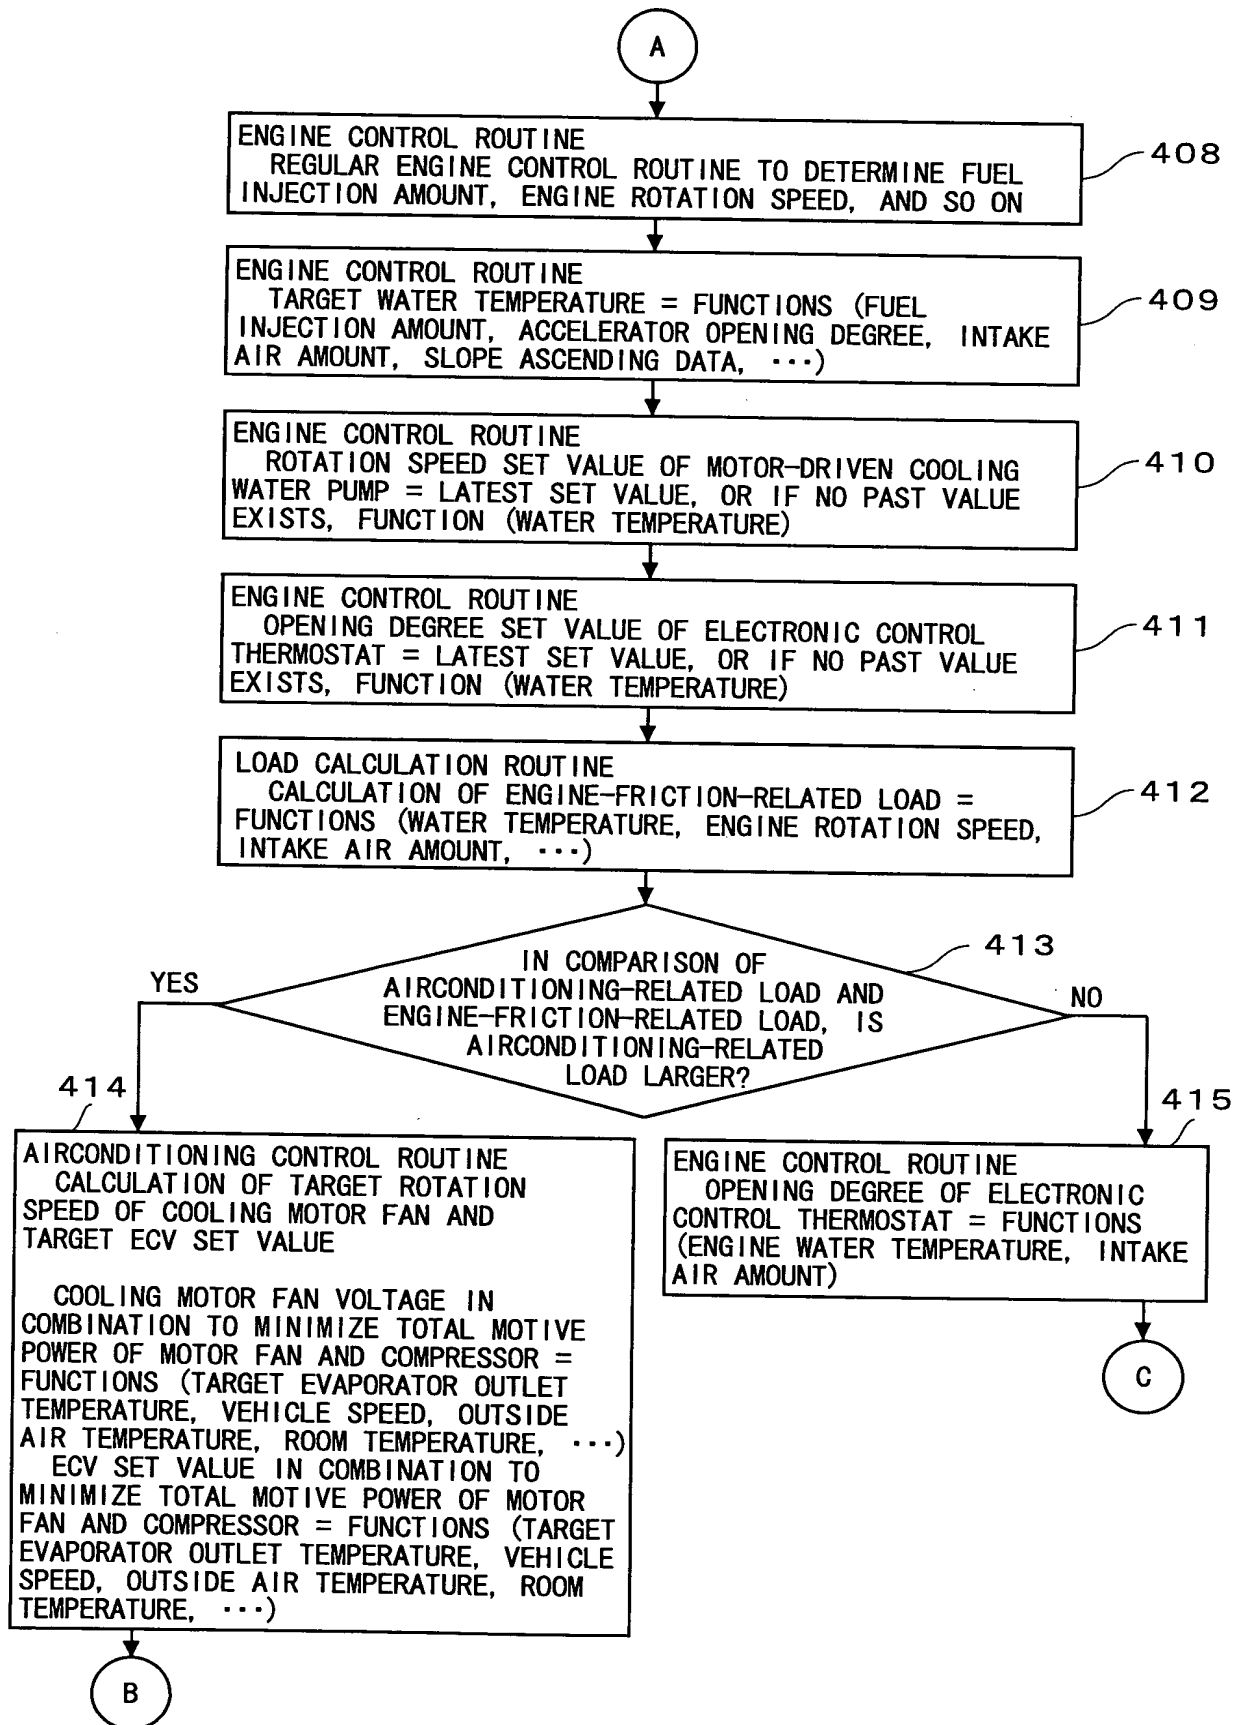 A
ENGINE CONTROL ROUTINE
REGULAR ENGINE CONTROL ROUTINE TO DETERMINE FUEL
INJECTION AMOUNT, ENGINE ROTATION SPEED, AND SO ON
408
ENGINE CONTROL ROUTINE
TARGET WATER TEMPERATURE = FUNCTIONS (FUEL
INJECTION AMOUNT, ACCELERATOR OPENING DEGREE, INTAKE
AIR AMOUNT, SLOPE ASCENDING DATA, ···)
409
ENGINE CONTROL ROUTINE
ROTATION SPEED SET VALUE OF MOTOR-DRIVEN COOLING
WATER PUMP = LATEST SET VALUE, OR IF NO PAST VALUE
EXISTS, FUNCTION (WATER TEMPERATURE)
410
ENGINE CONTROL ROUTINE
OPENING DEGREE SET VALUE OF ELECTRONIC CONTROL
THERMOSTAT = LATEST SET VALUE, OR IF NO PAST VALUE
EXISTS, FUNCTION (WATER TEMPERATURE)
411
LOAD CALCULATION ROUTINE
CALCULATION OF ENGINE-FRICTION-RELATED LOAD =
FUNCTIONS (WATER TEMPERATURE, ENGINE ROTATION SPEED,
INTAKE AIR AMOUNT, ···)
412
IN COMPARISON OF
AIRCONDITIONING-RELATED LOAD AND
ENGINE-FRICTION-RELATED LOAD, IS
AIRCONDITIONING-RELATED
LOAD LARGER?
413
YES
NO
414
AIRCONDITIONING CONTROL ROUTINE
CALCULATION OF TARGET ROTATION
SPEED OF COOLING MOTOR FAN AND
TARGET ECV SET VALUE
COOLING MOTOR FAN VOLTAGE IN
COMBINATION TO MINIMIZE TOTAL MOTIVE
POWER OF MOTOR FAN AND COMPRESSOR =
FUNCTIONS (TARGET EVAPORATOR OUTLET
TEMPERATURE, VEHICLE SPEED, OUTSIDE
AIR TEMPERATURE, ROOM TEMPERATURE, ···)
ECV SET VALUE IN COMBINATION TO
MINIMIZE TOTAL MOTIVE POWER OF MOTOR
FAN AND COMPRESSOR = FUNCTIONS (TARGET
EVAPORATOR OUTLET TEMPERATURE, VEHICLE
SPEED, OUTSIDE AIR TEMPERATURE, ROOM
TEMPERATURE, ···)
B
415
ENGINE CONTROL ROUTINE
OPENING DEGREE OF ELECTRONIC
CONTROL THERMOSTAT = FUNCTIONS
(ENGINE WATER TEMPERATURE, INTAKE
AIR AMOUNT)
C